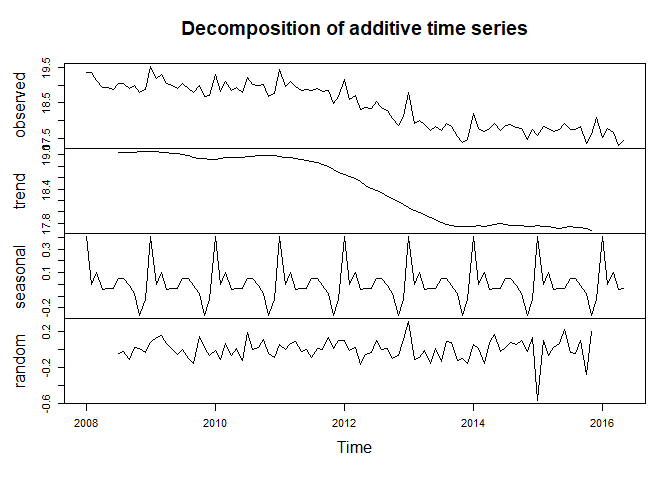 Decomposition of additive time series
observed
17.5
18.5
19.5
trend
17.8
18.4
19.0
seasonal
-0.2
0.1
0.3
random
-0.6
-0.2
0.2
2008
2010
2012
2014
2016
Time